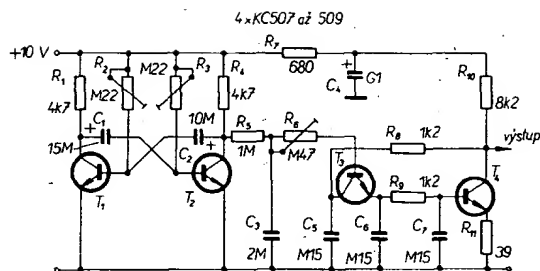 4×KC507 až 509
+10 V
R7
680
C4
G1
R10
8k2
R1
4k7
R2
M22
R3
M22
R4
4k7
C1
15M
10M
C2
R5
1M
R6
M47
R8
1k2
výstup
T1
T2
T3
T4
R9
1k2
R11
39
C3
2M
C5
M15
C6
M15
C7
M15